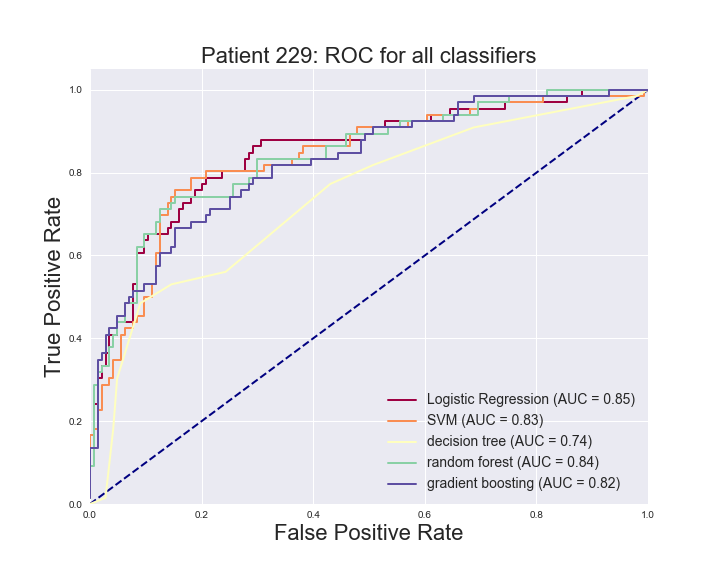 Patient 229: ROC for all classifiers
True Positive Rate
1.0
0.8
0.6
0.4
0.2
0.0
Logistic Regression (AUC = 0.85)
SVM (AUC = 0.83)
decision tree (AUC = 0.74)
random forest (AUC = 0.84)
gradient boosting (AUC = 0.82)
0.0 0.2 0.4 0.6 0.8 1.0
False Positive Rate